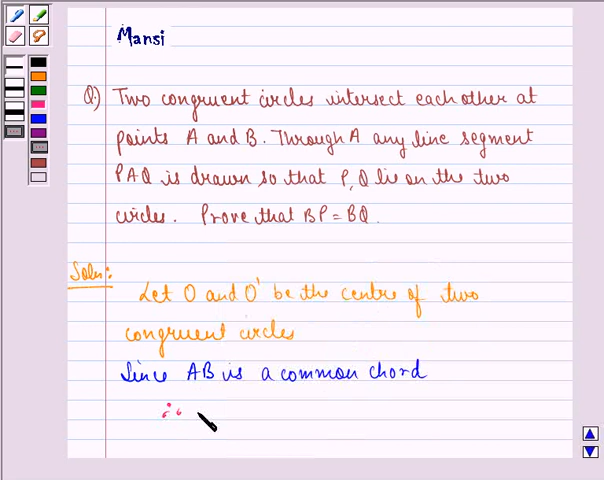 Mansi
Q) Two congruent circles intersect each other at
points A and B. Through A any line segment
PAQ is drawn so that P, Q lie on the two
circles. Prove that BP = BQ.
Soln:
Let O and O' be the centre of two
congruent circles
Since AB is a common chord
∴